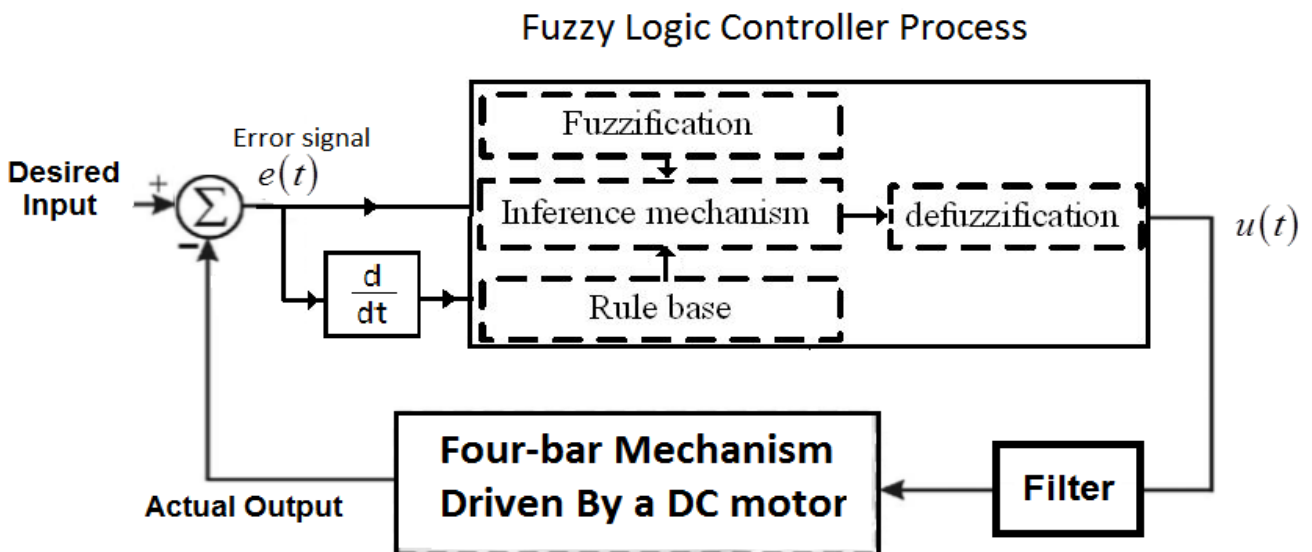 Fuzzy Logic Controller Process
Fuzzification
Error signal
e(t)
Desired
Input
+
Σ
−
Inference mechanism
defuzzification
u(t)
d
dt
Rule base
Four-bar Mechanism
Driven By a DC motor
Filter
Actual Output